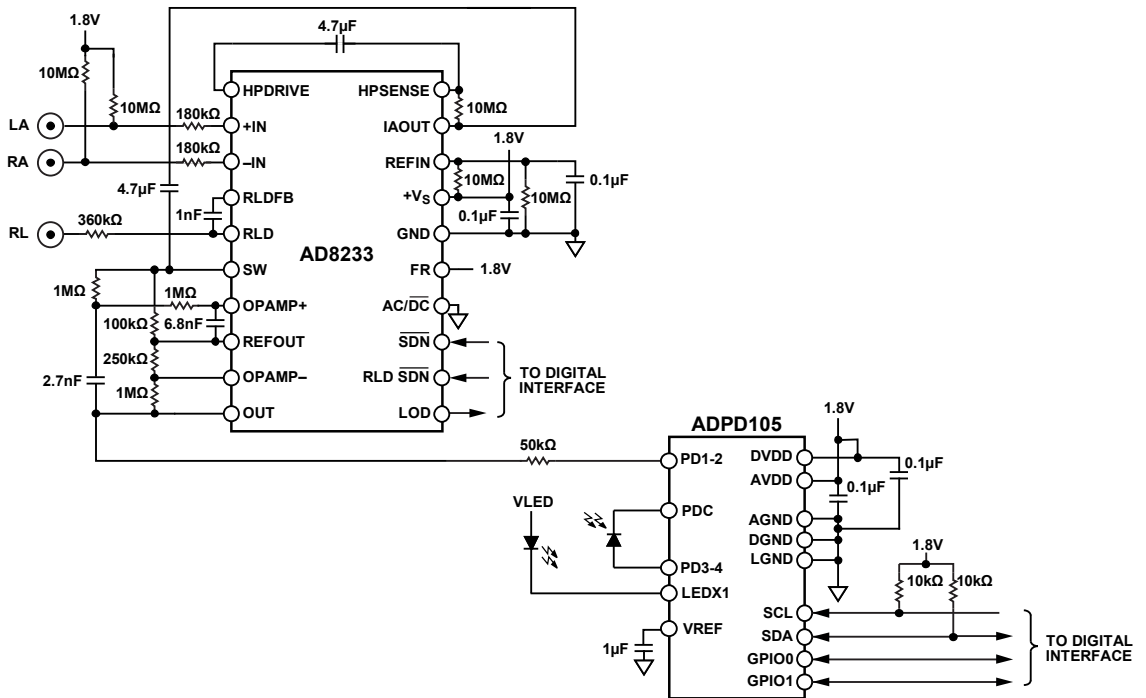 1.8V
4.7µF
10MΩ
HPDRIVE
HPSENSE
10MΩ
10MΩ
LA
180kΩ
+IN
IAOUT
1.8V
RA
180kΩ
–IN
REFIN
10MΩ
10MΩ
0.1µF
4.7µF
RLDFB
+VS
1nF
0.1µF
RL
360kΩ
RLD
GND
AD8233
SW
FR
1.8V
1MΩ
1MΩ
OPAMP+
AC/DC
100kΩ
6.8nF
REFOUT
SDN
250kΩ
TO DIGITAL
INTERFACE
2.7nF
OPAMP–
RLD SDN
1MΩ
OUT
LOD
1.8V
ADPD105
50kΩ
PD1-2
DVDD
0.1µF
AVDD
0.1µF
VLED
PDC
AGND
DGND
1.8V
PD3-4
LGND
10kΩ
10kΩ
LEDX1
SCL
VREF
SDA
TO DIGITAL
INTERFACE
1µF
GPIO0
GPIO1